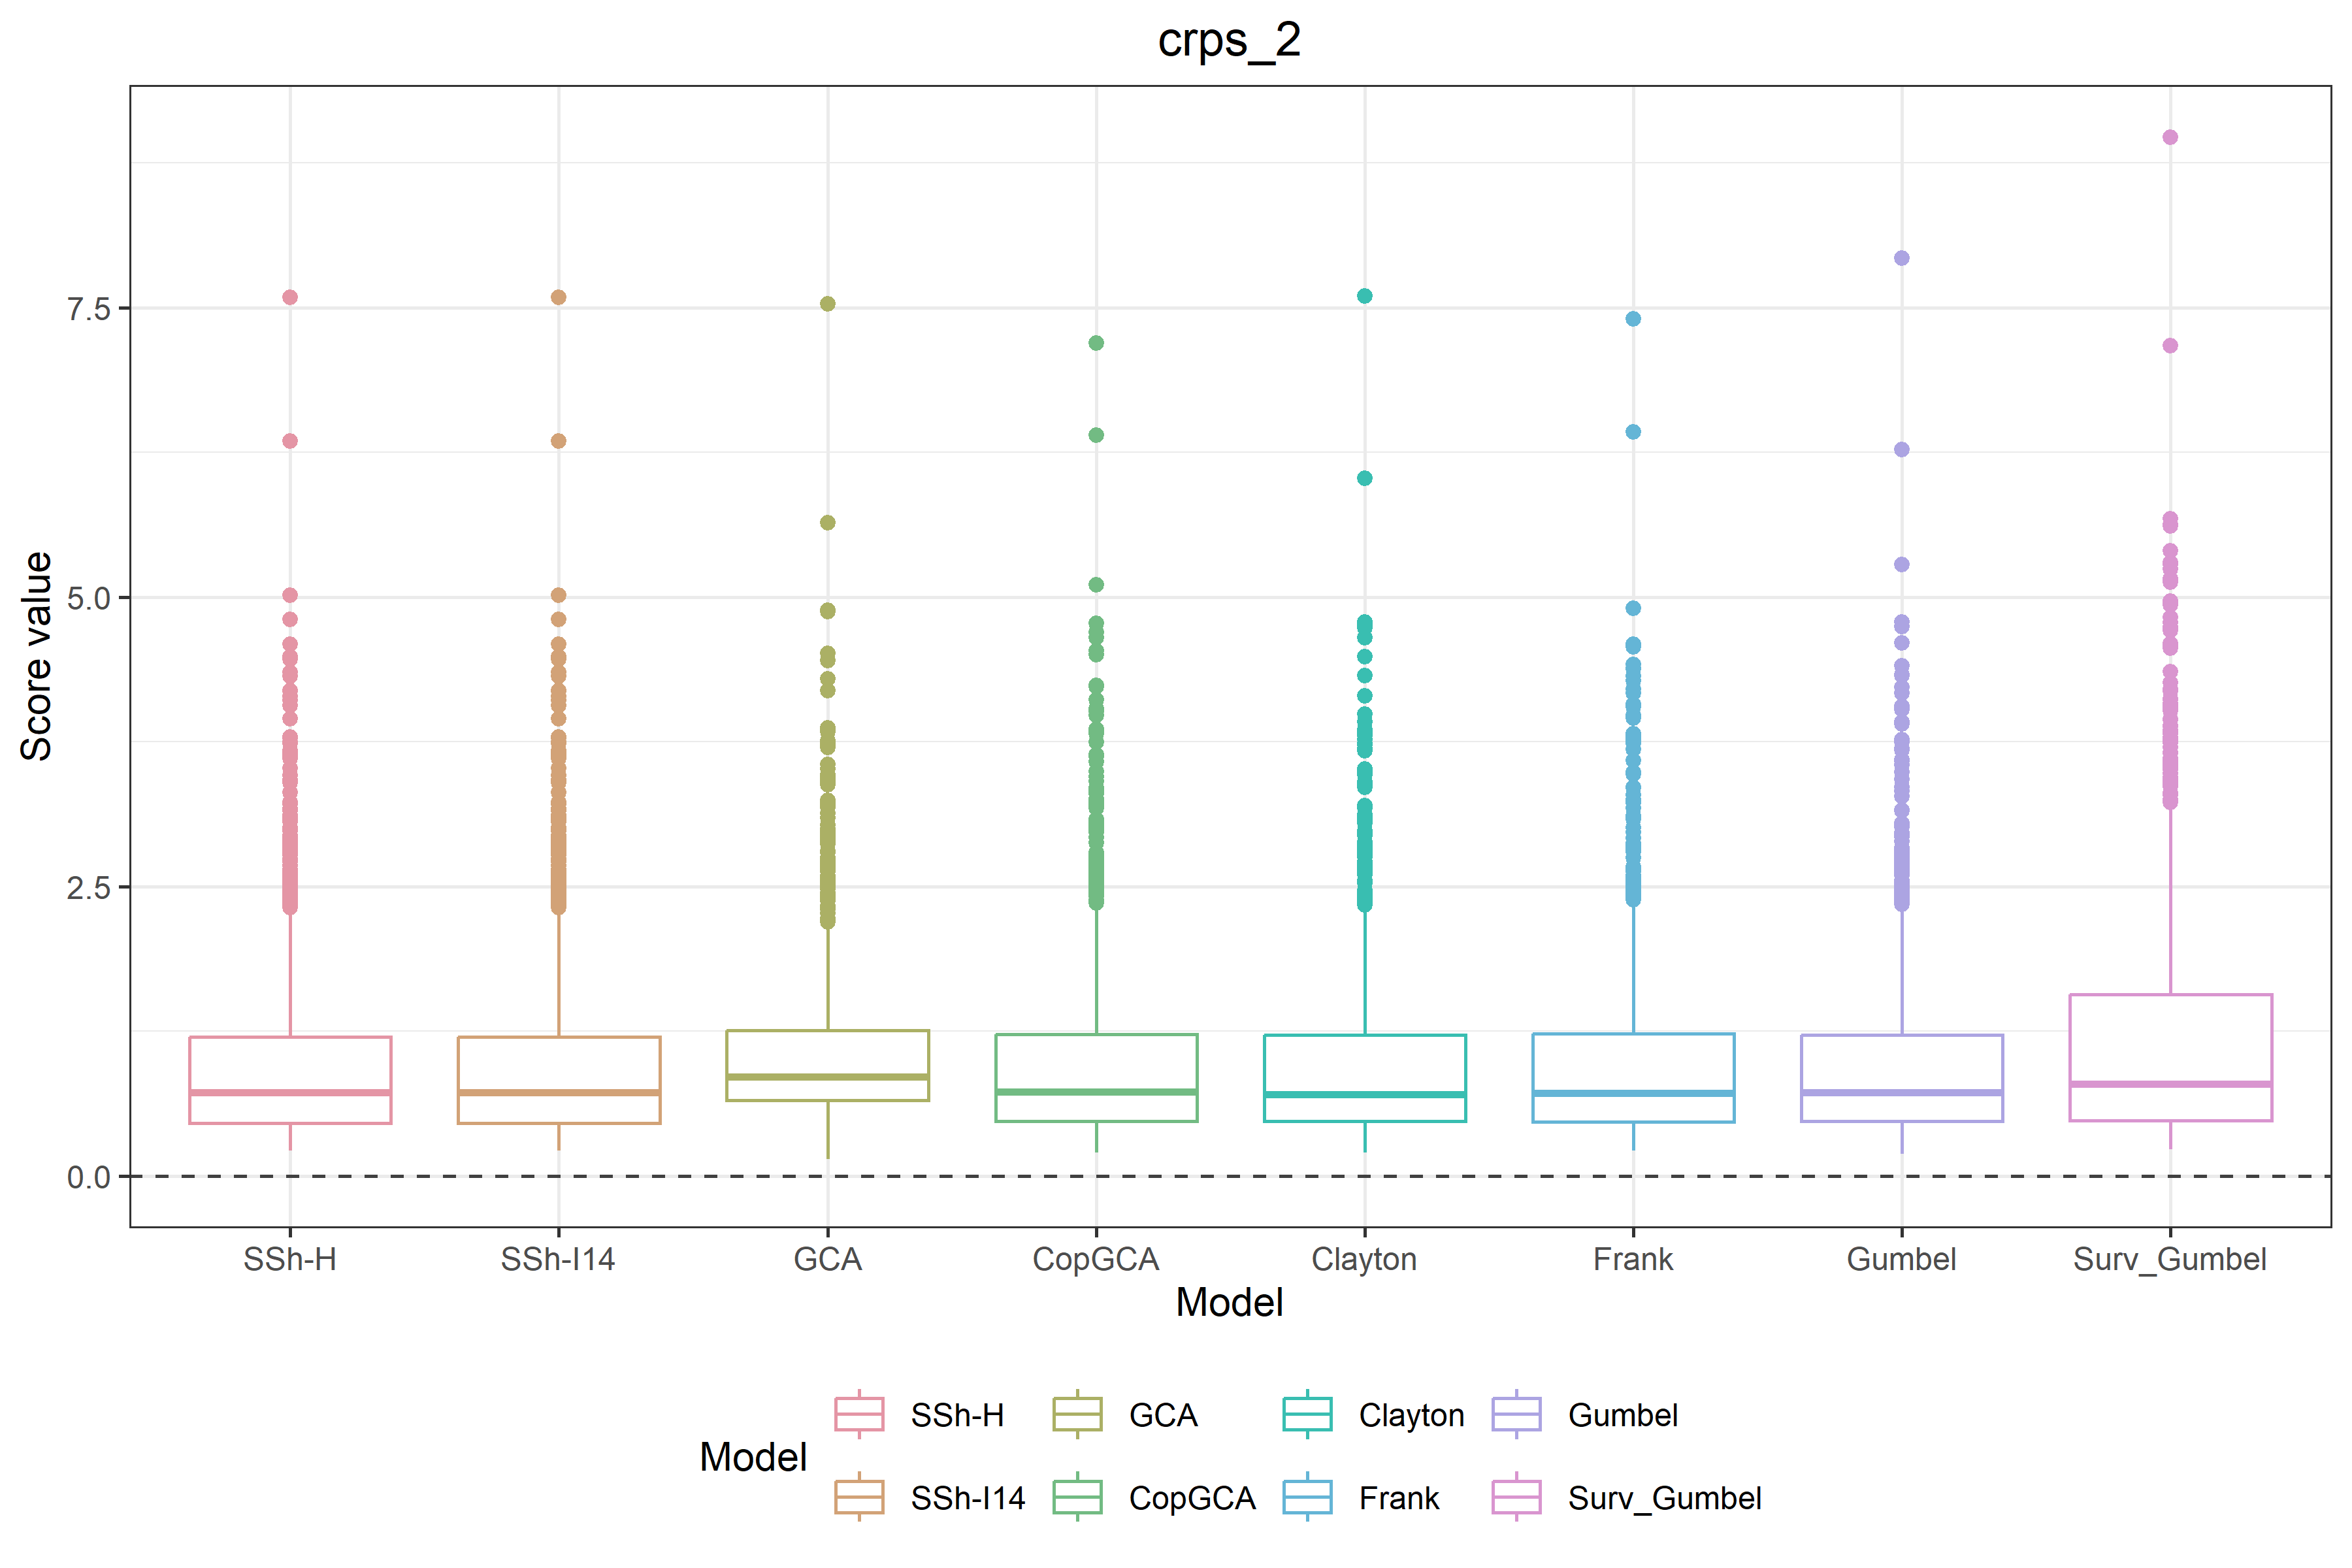 crps_2
Score value
7.5
5.0
2.5
0.0
SSh-H SSh-I14 GCA CopGCA Clayton Frank Gumbel Surv_Gumbel
Model
Model
SSh-H GCA Clayton Gumbel
SSh-I14 CopGCA Frank Surv_Gumbel